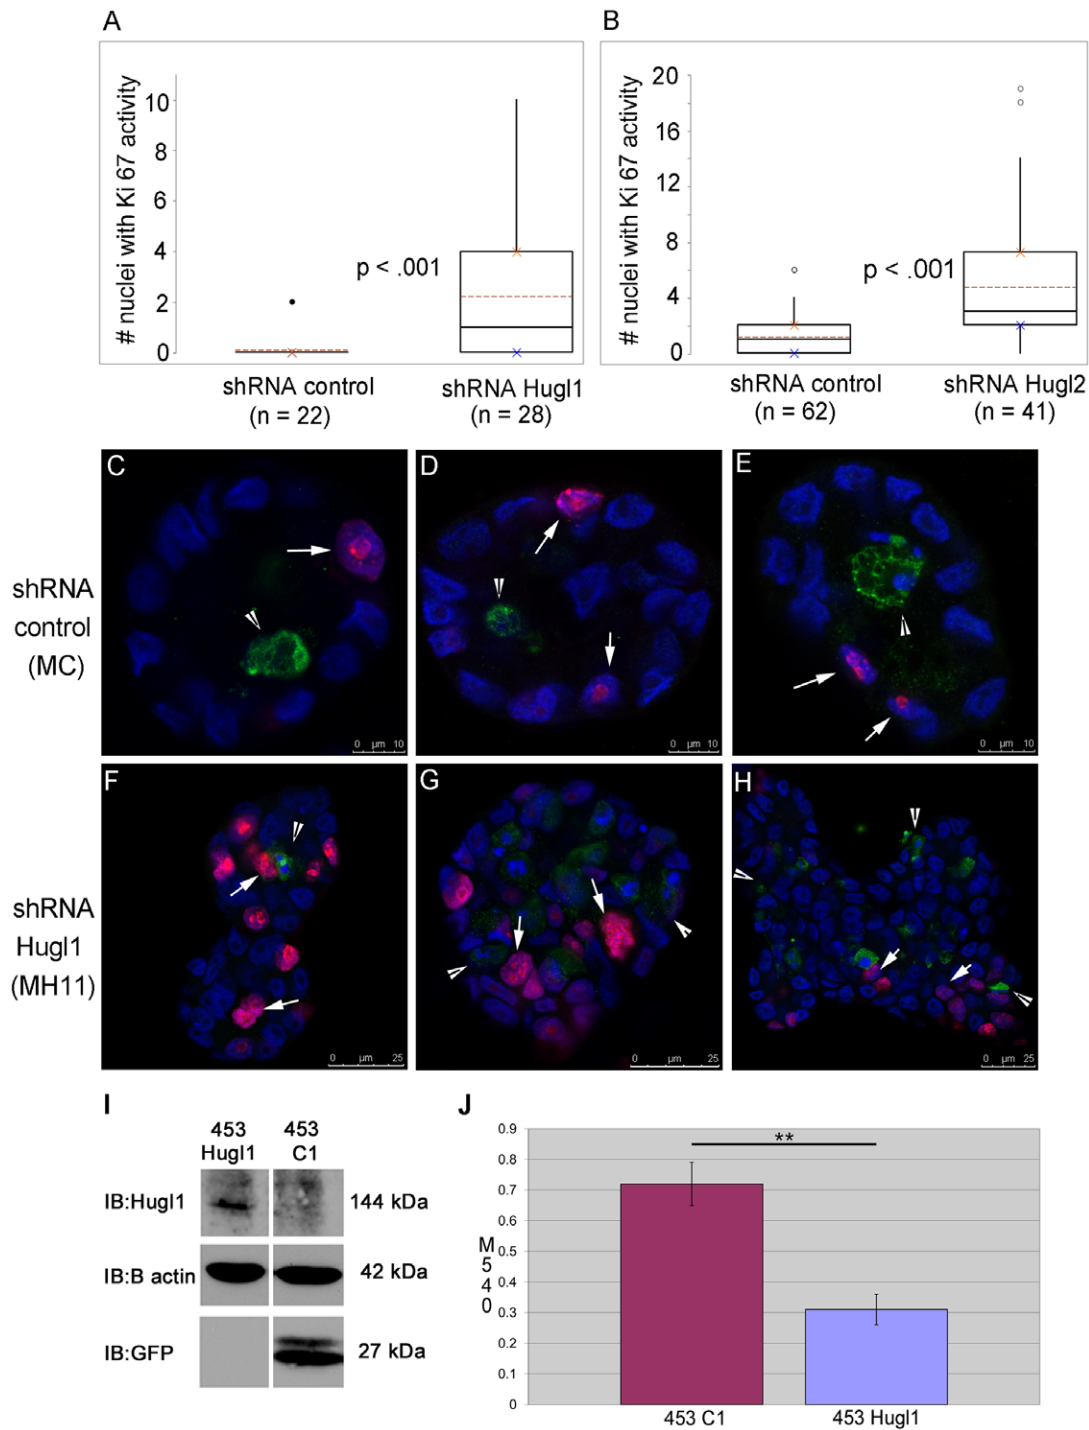 A
# nuclei with Ki 67 activity
10
8
6
4
2
0
p < .001
shRNA control
(n = 22)
shRNA Hugl1
(n = 28)
B
# nuclei with Ki 67 activity
20
16
12
8
4
0
p < .001
shRNA control
(n = 62)
shRNA Hugl2
(n = 41)
shRNA
control
(MC)
C
0 µm 10
D
0 µm 10
E
0 µm 10
shRNA
Hugl1
(MH11)
F
0 µm 25
G
0 µm 25
H
0 µm 25
I
453
Hugl1
453
C1
IB:Hugl1
144 kDa
IB:B actin
42 kDa
IB:GFP
27 kDa
J
M540
0.9
0.8
0.7
0.6
0.5
0.4
0.3
0.2
0.1
0
**
453 C1
453 Hugl1